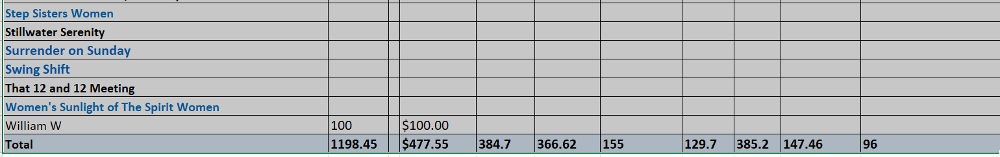 Step Sisters Women
Stillwater Serenity
Surrender on Sunday
Swing Shift
That 12 and 12 Meeting
Women's Sunlight of The Spirit Women
William W 100 $100.00
Total 1198.45 $477.55 384.7 366.62 155 129.7 385.2 147.46 96